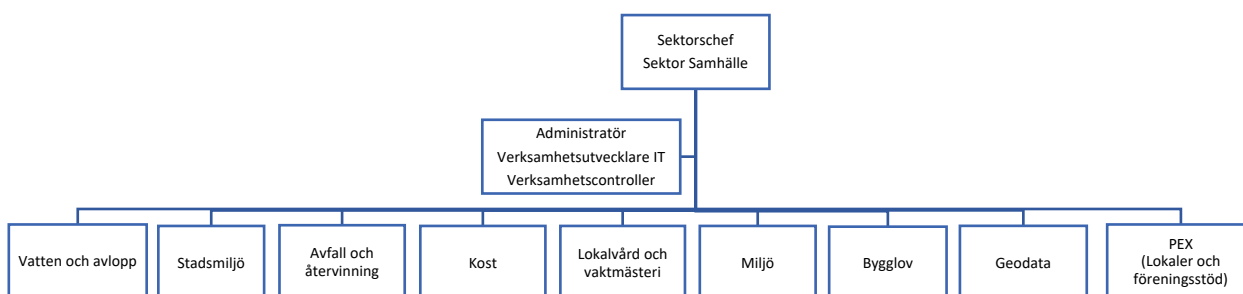 Sektorschef
Sektor Samhälle
Administratör
Verksamhetsutvecklare IT
Verksamhetscontroller
Vatten och avlopp
Stadsmiljö
Avfall och
återvinning
Kost
Lokalvård och
vaktmästeri
Miljö
Bygglov
Geodata
PEX
(Lokaler och
föreningsstöd)